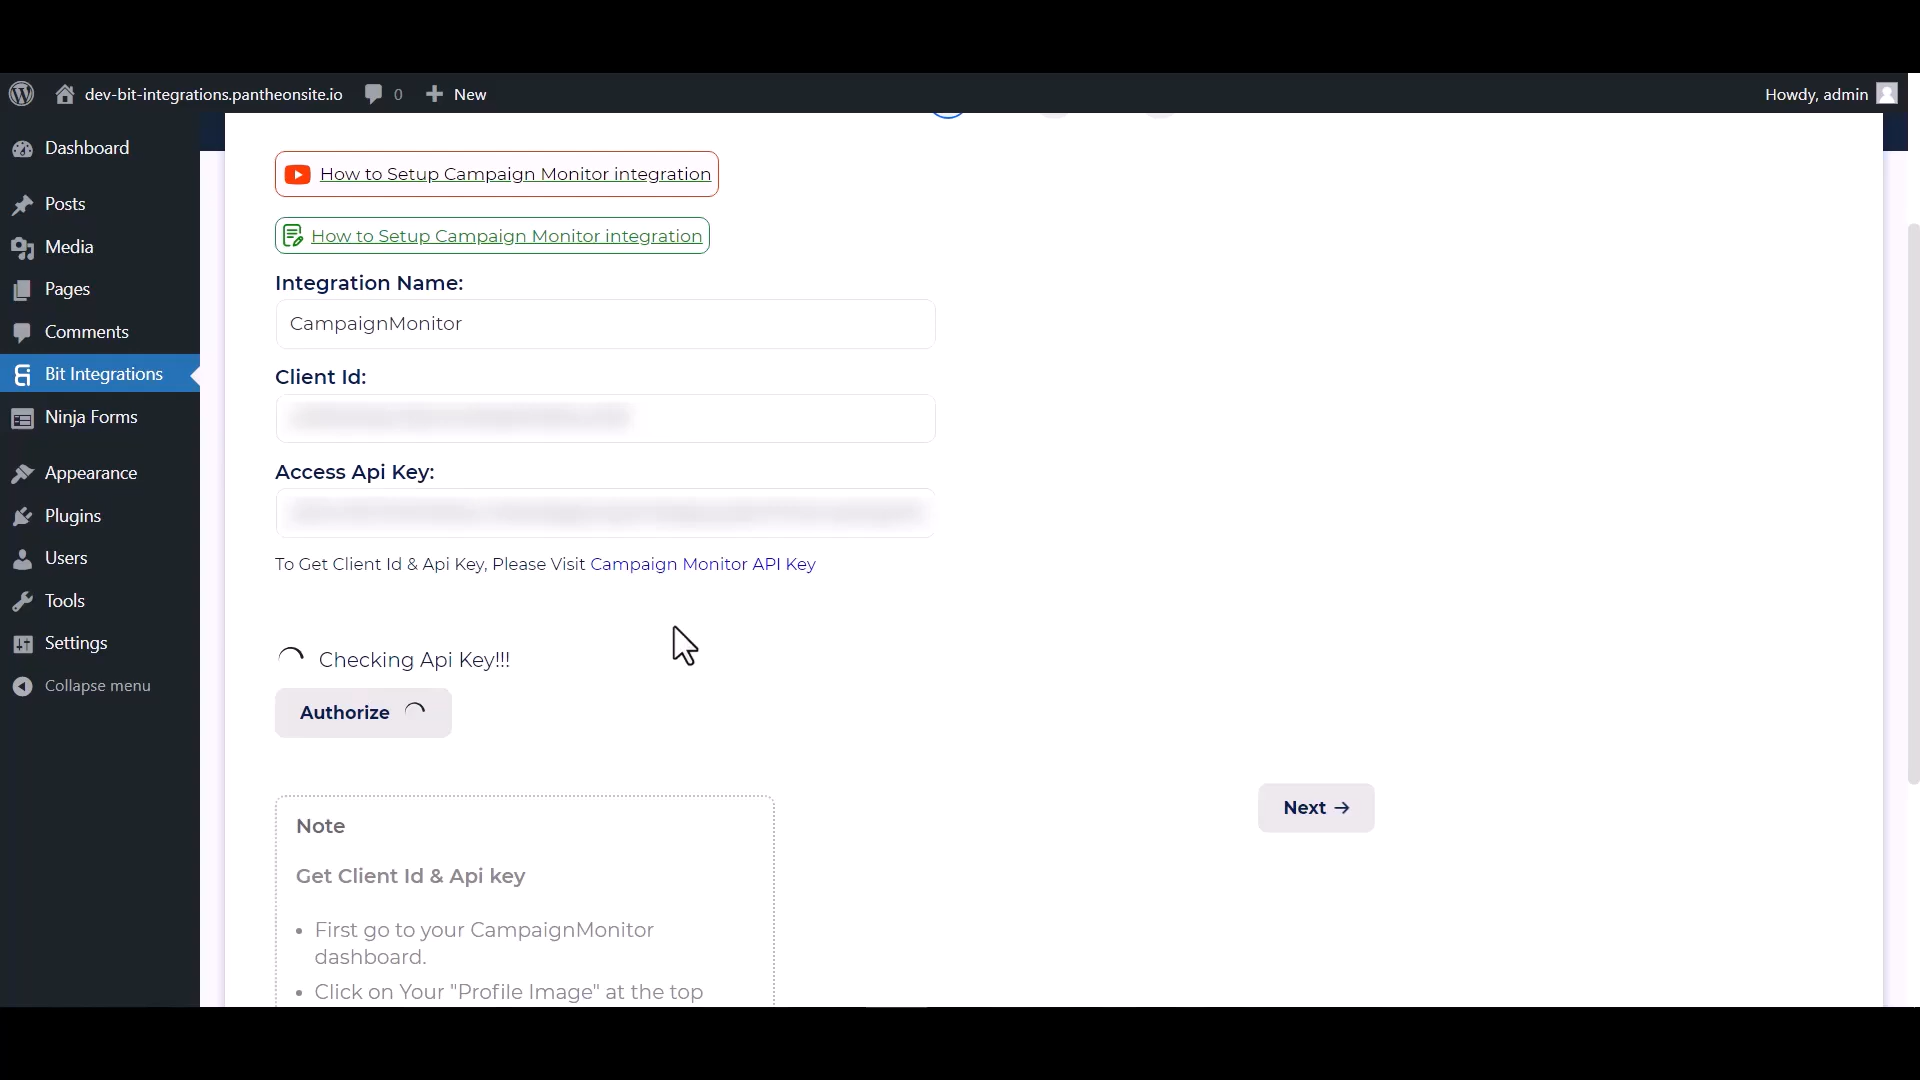 dev-bit-integrations.pantheonsite.io
0
New
Howdy, admin
Dashboard
Posts
Media
Pages
Comments
Bit Integrations
Ninja Forms
Appearance
Plugins
Users
Tools
Settings
Collapse menu
How to Setup Campaign Monitor integration
How to Setup Campaign Monitor integration
Integration Name:
CampaignMonitor
Client Id:
Access Api Key:
To Get Client Id & Api Key, Please Visit Campaign Monitor API Key
Checking Api Key!!!
Authorize
Next →
Note
Get Client Id & Api key
• First go to your CampaignMonitor
dashboard.
• Click on Your "Profile Image" at the top